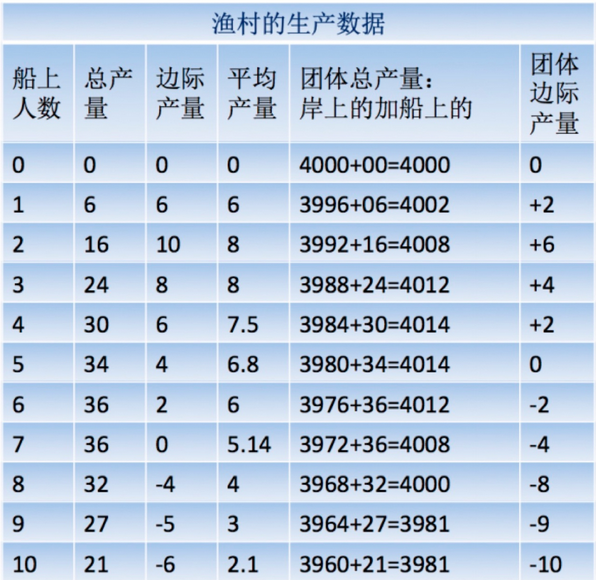 渔村的生产数据
船上人数 总产量 边际产量 平均产量 团体总产量：岸上的加船上的 团体边际产量
0 0 0 0 4000+00=4000 0
1 6 6 6 3996+06=4002 +2
2 16 10 8 3992+16=4008 +6
3 24 8 8 3988+24=4012 +4
4 30 6 7.5 3984+30=4014 +2
5 34 4 6.8 3980+34=4014 0
6 36 2 6 3976+36=4012 -2
7 36 0 5.14 3972+36=4008 -4
8 32 -4 4 3968+32=4000 -8
9 27 -5 3 3964+27=3981 -9
10 21 -6 2.1 3960+21=3981 -10